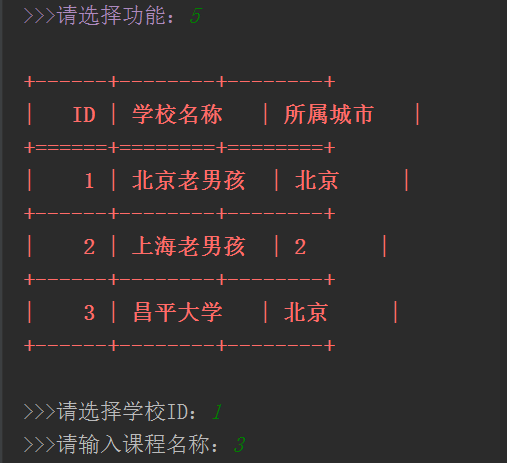 >>>请选择功能：5
+------+--------+--------+
|   ID | 学校名称   | 所属城市   |
+======+========+========+
|    1 | 北京老男孩  | 北京     |
+------+--------+--------+
|    2 | 上海老男孩  | 2      |
+------+--------+--------+
|    3 | 昌平大学   | 北京     |
+------+--------+--------+
>>>请选择学校ID：1
>>>请输入课程名称：3